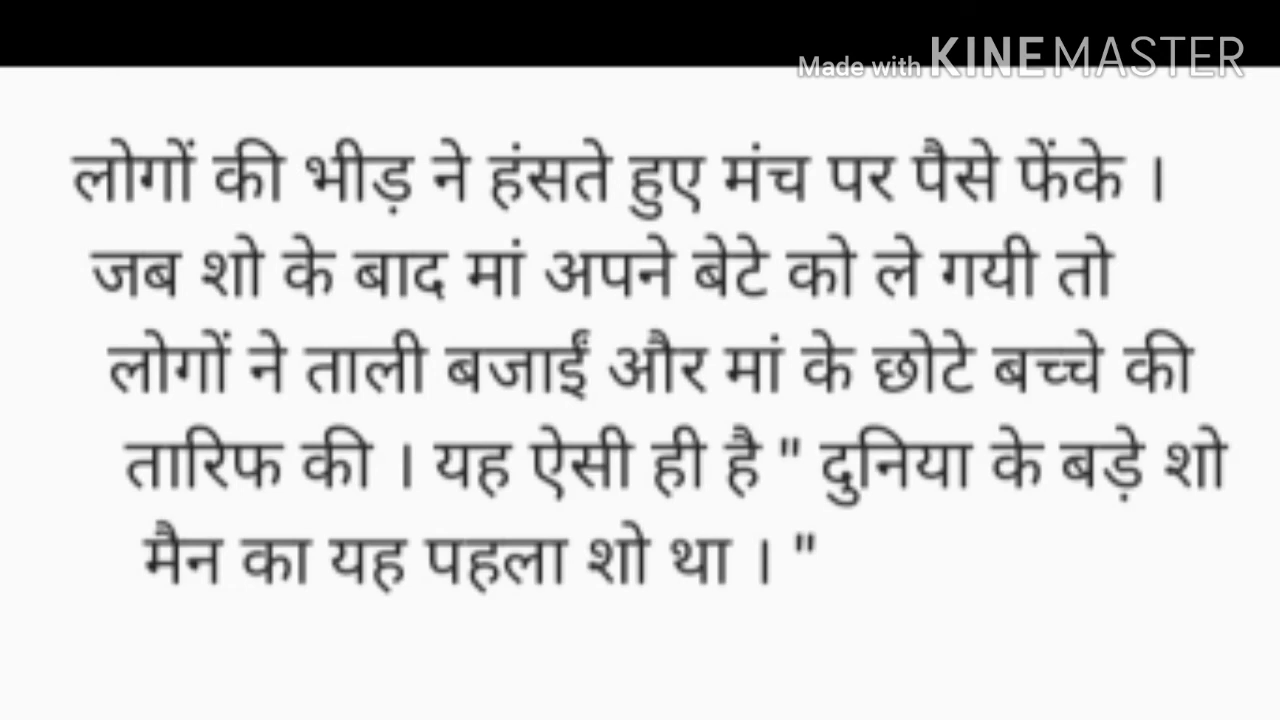 Made with KINEMASTER
लोगों की भीड़ ने हंसते हुए मंच पर पैसे फेंके ।
जब शो के बाद मां अपने बेटे को ले गयी तो
लोगों ने ताली बजाईं और मां के छोटे बच्चे की
तारिफ की । यह ऐसी ही है " दुनिया के बड़े शो
मैन का यह पहला शो था । "